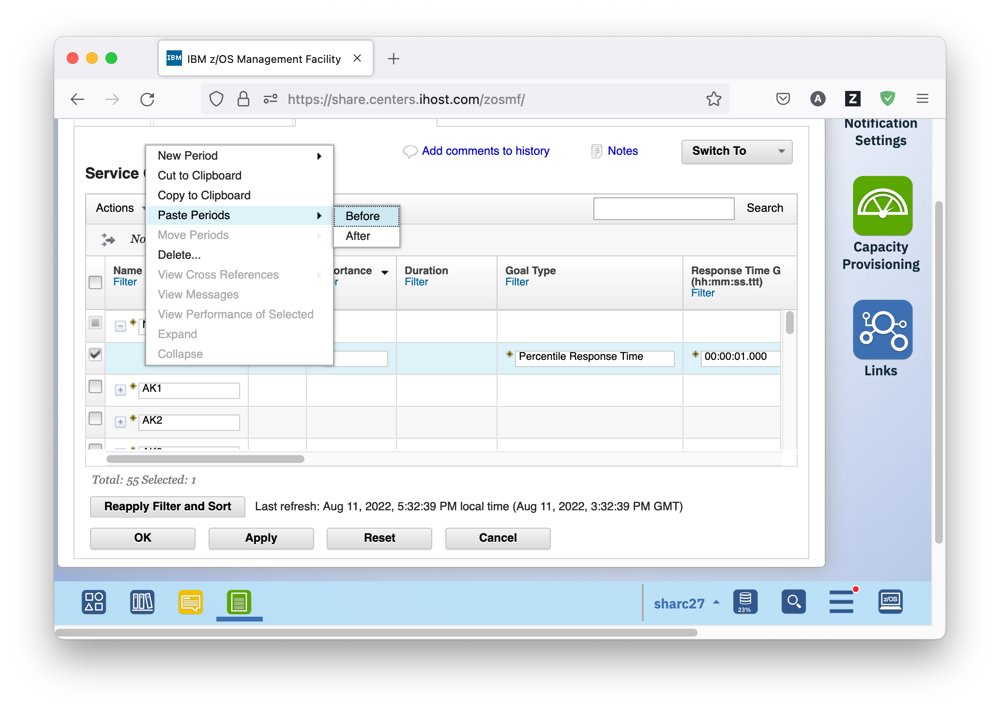 IBM IBM z/OS Management Facility
https://share.centers.ihost.com/zosmf/
A
Z
Notification
Settings
Add comments to history
Notes
Switch To
Service
New Period
Cut to Clipboard
Copy to Clipboard
Paste Periods
Move Periods
Delete...
View Cross References
View Messages
View Performance of Selected
Expand
Collapse
Before
After
Actions
Search
No
Name
Filter
ortance
Duration
Filter
Goal Type
Filter
Response Time G
(hh:mm:ss.ttt)
Filter
Percentile Response Time
00:00:01.000
AK1
AK2
Capacity
Provisioning
Links
Total: 55 Selected: 1
Reapply Filter and Sort
Last refresh: Aug 11, 2022, 5:32:39 PM local time (Aug 11, 2022, 3:32:39 PM GMT)
OK
Apply
Reset
Cancel
sharc27
23%
z/OS